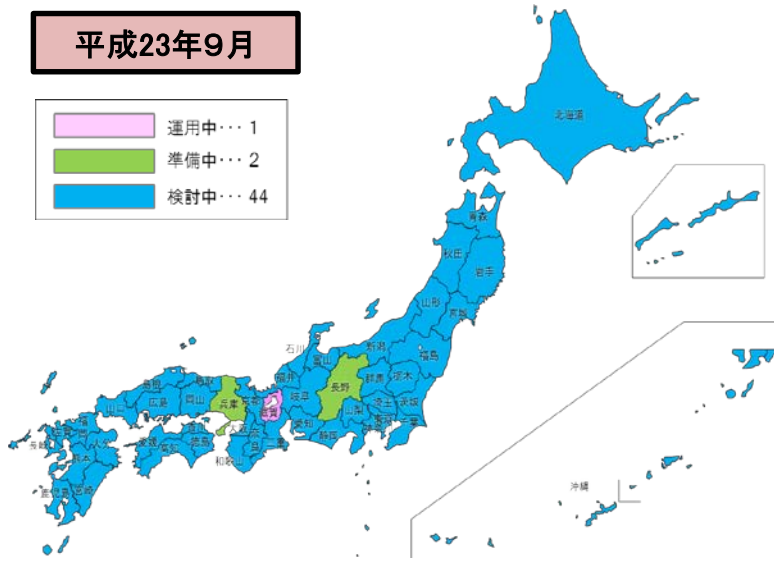 平成23年９月
運用中･･･ 1
準備中･･･ 2
検討中･･･ 44
北海道
青森
秋田
岩手
山形
宮城
石川
新潟
福島
富山
福井
長野
群馬
栃木
岐阜
山梨
埼玉
茨城
千葉
愛知
静岡
鳥取
島根
岡山
広島
山口
兵庫
京都
滋賀
大阪
三重
和歌山
香川
徳島
愛媛
高知
福岡
佐賀
長崎
大分
熊本
宮崎
鹿児島
沖縄